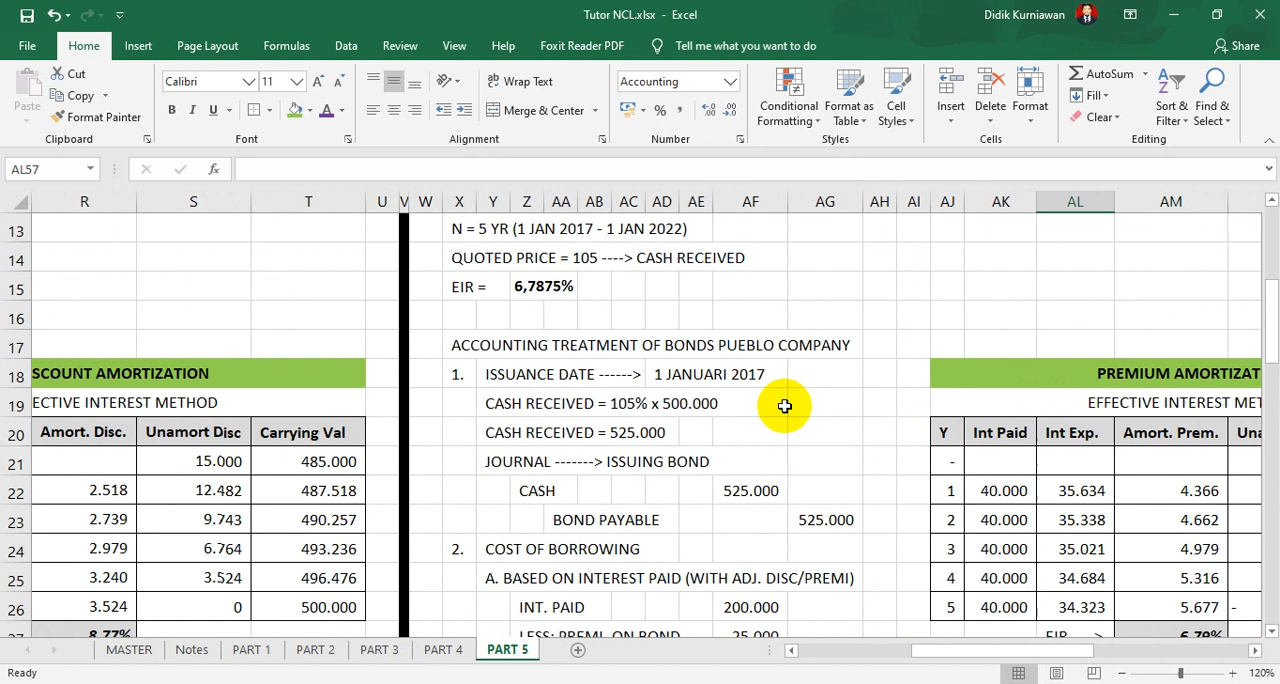 Tutor NCL.xlsx - Excel
Didik Kurniawan
File Home Insert Page Layout Formulas Data Review View Help Foxit Reader PDF Tell me what you want to do Share
Paste
Cut
Copy
Format Painter
Clipboard
Calibri 11
B I U
Font
Wrap Text
Merge & Center
Alignment
Accounting
Number
Conditional Formatting
Format as Table
Cell Styles
Styles
Insert Delete Format
Cells
AutoSum
Fill
Clear
Sort & Filter
Find & Select
Editing
AL57 fx
R S T U V W X Y Z AA AB AC AD AE AF AG AH AI AJ AK AL AM
13 N = 5 YR (1 JAN 2017 - 1 JAN 2022)
14 QUOTED PRICE = 105 ----> CASH RECEIVED
15 EIR = 6,7875%
16
17 ACCOUNTING TREATMENT OF BONDS PUEBLO COMPANY
18 SCOUNT AMORTIZATION 1. ISSUANCE DATE ------> 1 JANUARI 2017 PREMIUM AMORTIZAT
19 ECTIVE INTEREST METHOD CASH RECEIVED = 105% x 500.000 EFFECTIVE INTEREST MET
20 Amort. Disc. Unamort Disc Carrying Val CASH RECEIVED = 525.000 Y Int Paid Int Exp. Amort. Prem. Una
21 15.000 485.000 JOURNAL -------> ISSUING BOND -
22 2.518 12.482 487.518 CASH 525.000 1 40.000 35.634 4.366
23 2.739 9.743 490.257 BOND PAYABLE 525.000 2 40.000 35.338 4.662
24 2.979 6.764 493.236 2. COST OF BORROWING 3 40.000 35.021 4.979
25 3.240 3.524 496.476 A. BASED ON INTEREST PAID (WITH ADJ. DISC/PREMI) 4 40.000 34.684 5.316
26 3.524 0 500.000 INT. PAID 200.000 5 40.000 34.323 5.677 -
27 8.77% LESS: PREMI ON BOND 25.000 EIR > 6.79%
MASTER Notes PART 1 PART 2 PART 3 PART 4 PART 5
Ready 120%